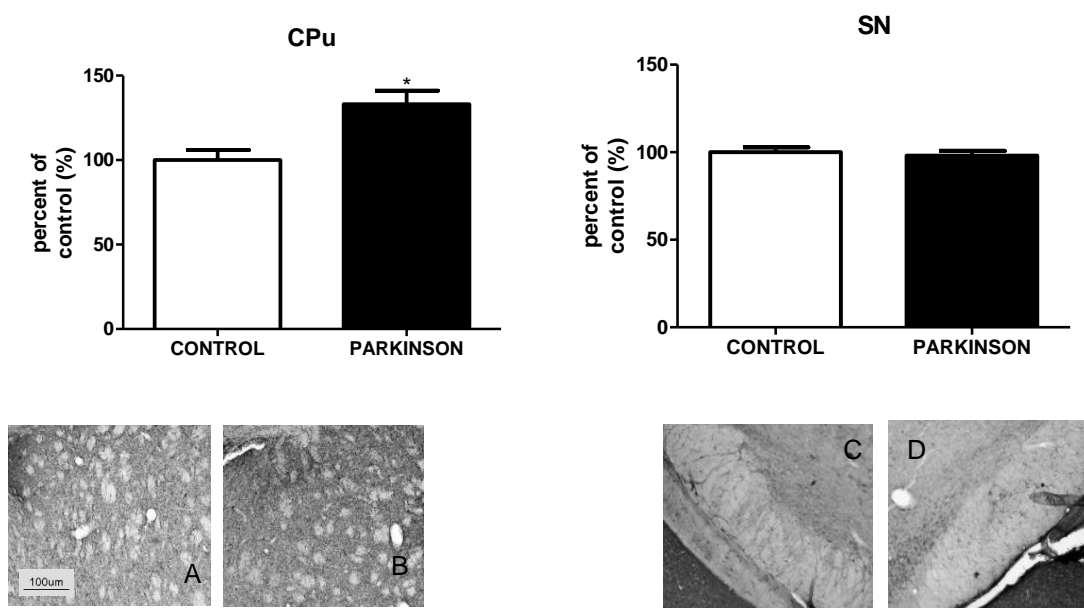 CPu
150
*
100
50
0
percent of
control (%)
CONTROL PARKINSON
SN
150
100
50
0
percent of
control (%)
CONTROL PARKINSON
A
100um
B
C
D